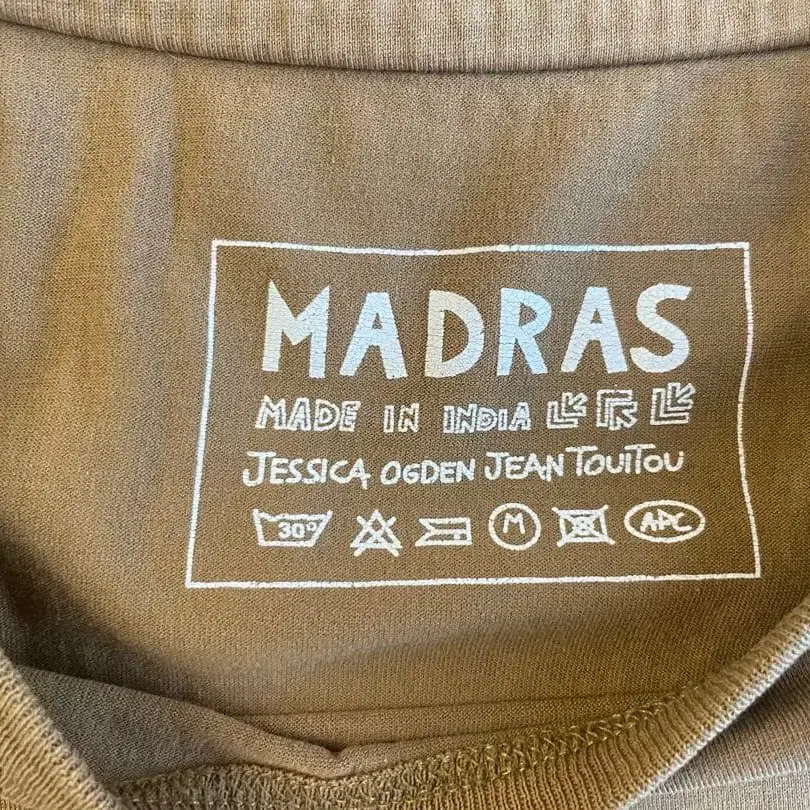 MADRAS
MADE IN INDIA
JESSICA OGDEN JEAN TOUITOU
30° M APC